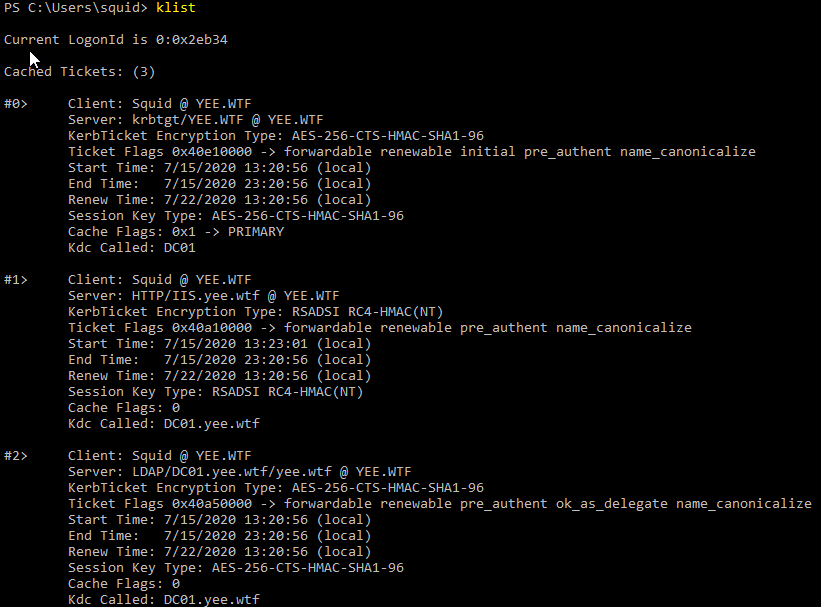 PS C:\Users\squid> klist
Current LogonId is 0:0x2eb34
Cached Tickets: (3)
#0> Client: Squid @ YEE.WTF
Server: krbtgt/YEE.WTF @ YEE.WTF
KerbTicket Encryption Type: AES-256-CTS-HMAC-SHA1-96
Ticket Flags 0x40e10000 -> forwardable renewable initial pre_authent name_canonicalize
Start Time: 7/15/2020 13:20:56 (local)
End Time: 7/15/2020 23:20:56 (local)
Renew Time: 7/22/2020 13:20:56 (local)
Session Key Type: AES-256-CTS-HMAC-SHA1-96
Cache Flags: 0x1 -> PRIMARY
Kdc Called: DC01
#1> Client: Squid @ YEE.WTF
Server: HTTP/IIS.yee.wtf @ YEE.WTF
KerbTicket Encryption Type: RSADSI RC4-HMAC(NT)
Ticket Flags 0x40a10000 -> forwardable renewable pre_authent name_canonicalize
Start Time: 7/15/2020 13:23:01 (local)
End Time: 7/15/2020 23:20:56 (local)
Renew Time: 7/22/2020 13:20:56 (local)
Session Key Type: RSADSI RC4-HMAC(NT)
Cache Flags: 0
Kdc Called: DC01.yee.wtf
#2> Client: Squid @ YEE.WTF
Server: LDAP/DC01.yee.wtf/yee.wtf @ YEE.WTF
KerbTicket Encryption Type: AES-256-CTS-HMAC-SHA1-96
Ticket Flags 0x40a50000 -> forwardable renewable pre_authent ok_as_delegate name_canonicalize
Start Time: 7/15/2020 13:20:56 (local)
End Time: 7/15/2020 23:20:56 (local)
Renew Time: 7/22/2020 13:20:56 (local)
Session Key Type: AES-256-CTS-HMAC-SHA1-96
Cache Flags: 0
Kdc Called: DC01.yee.wtf